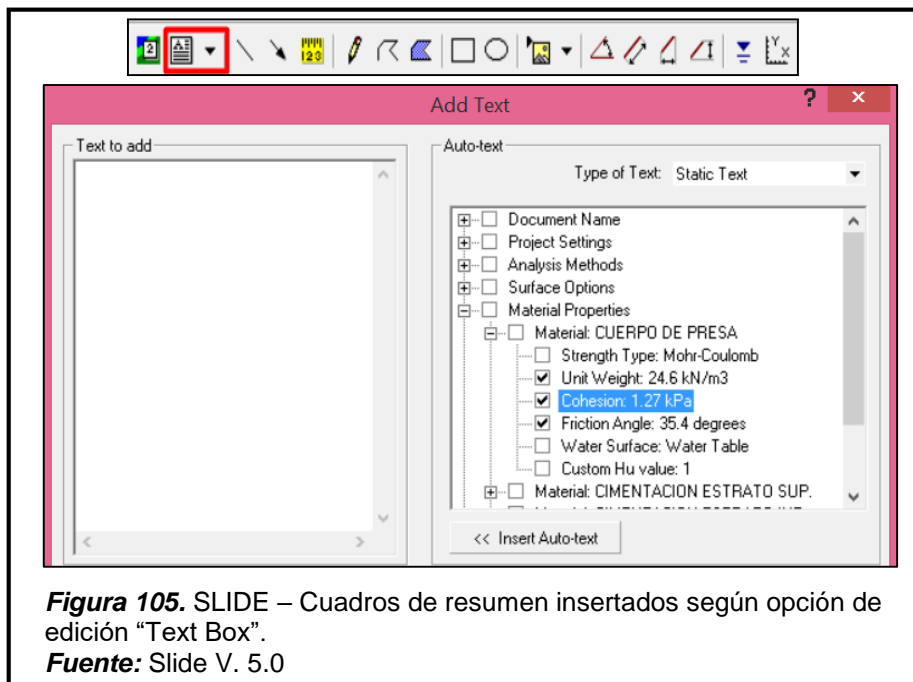 2
123
Y
X
Add Text
?
×
Text to add
Auto-text
Type of Text: Static Text
Document Name
Project Settings
Analysis Methods
Surface Options
Material Properties
Material: CUERPO DE PRESA
Strength Type: Mohr-Coulomb
Unit Weight: 24.6 kN/m3
Cohesion: 1.27 kPa
Friction Angle: 35.4 degrees
Water Surface: Water Table
Custom Hu value: 1
Material: CIMENTACION ESTRATO SUP.
<< Insert Auto-text
Figura 105. SLIDE – Cuadros de resumen insertados según opción de
edición “Text Box”.
Fuente: Slide V. 5.0